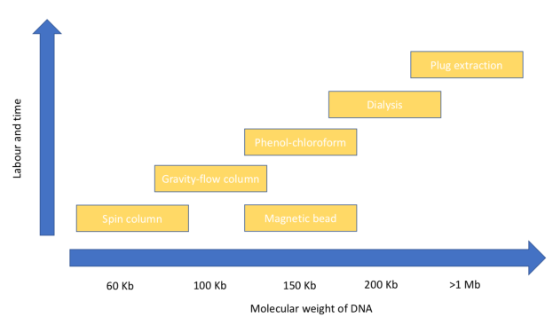 Plug extraction
Dialysis
Labour and time
Phenol-chloroform
Gravity-flow column
Spin column
Magnetic bead
60 Kb
100 Kb
150 Kb
200 Kb
>1 Mb
Molecular weight of DNA